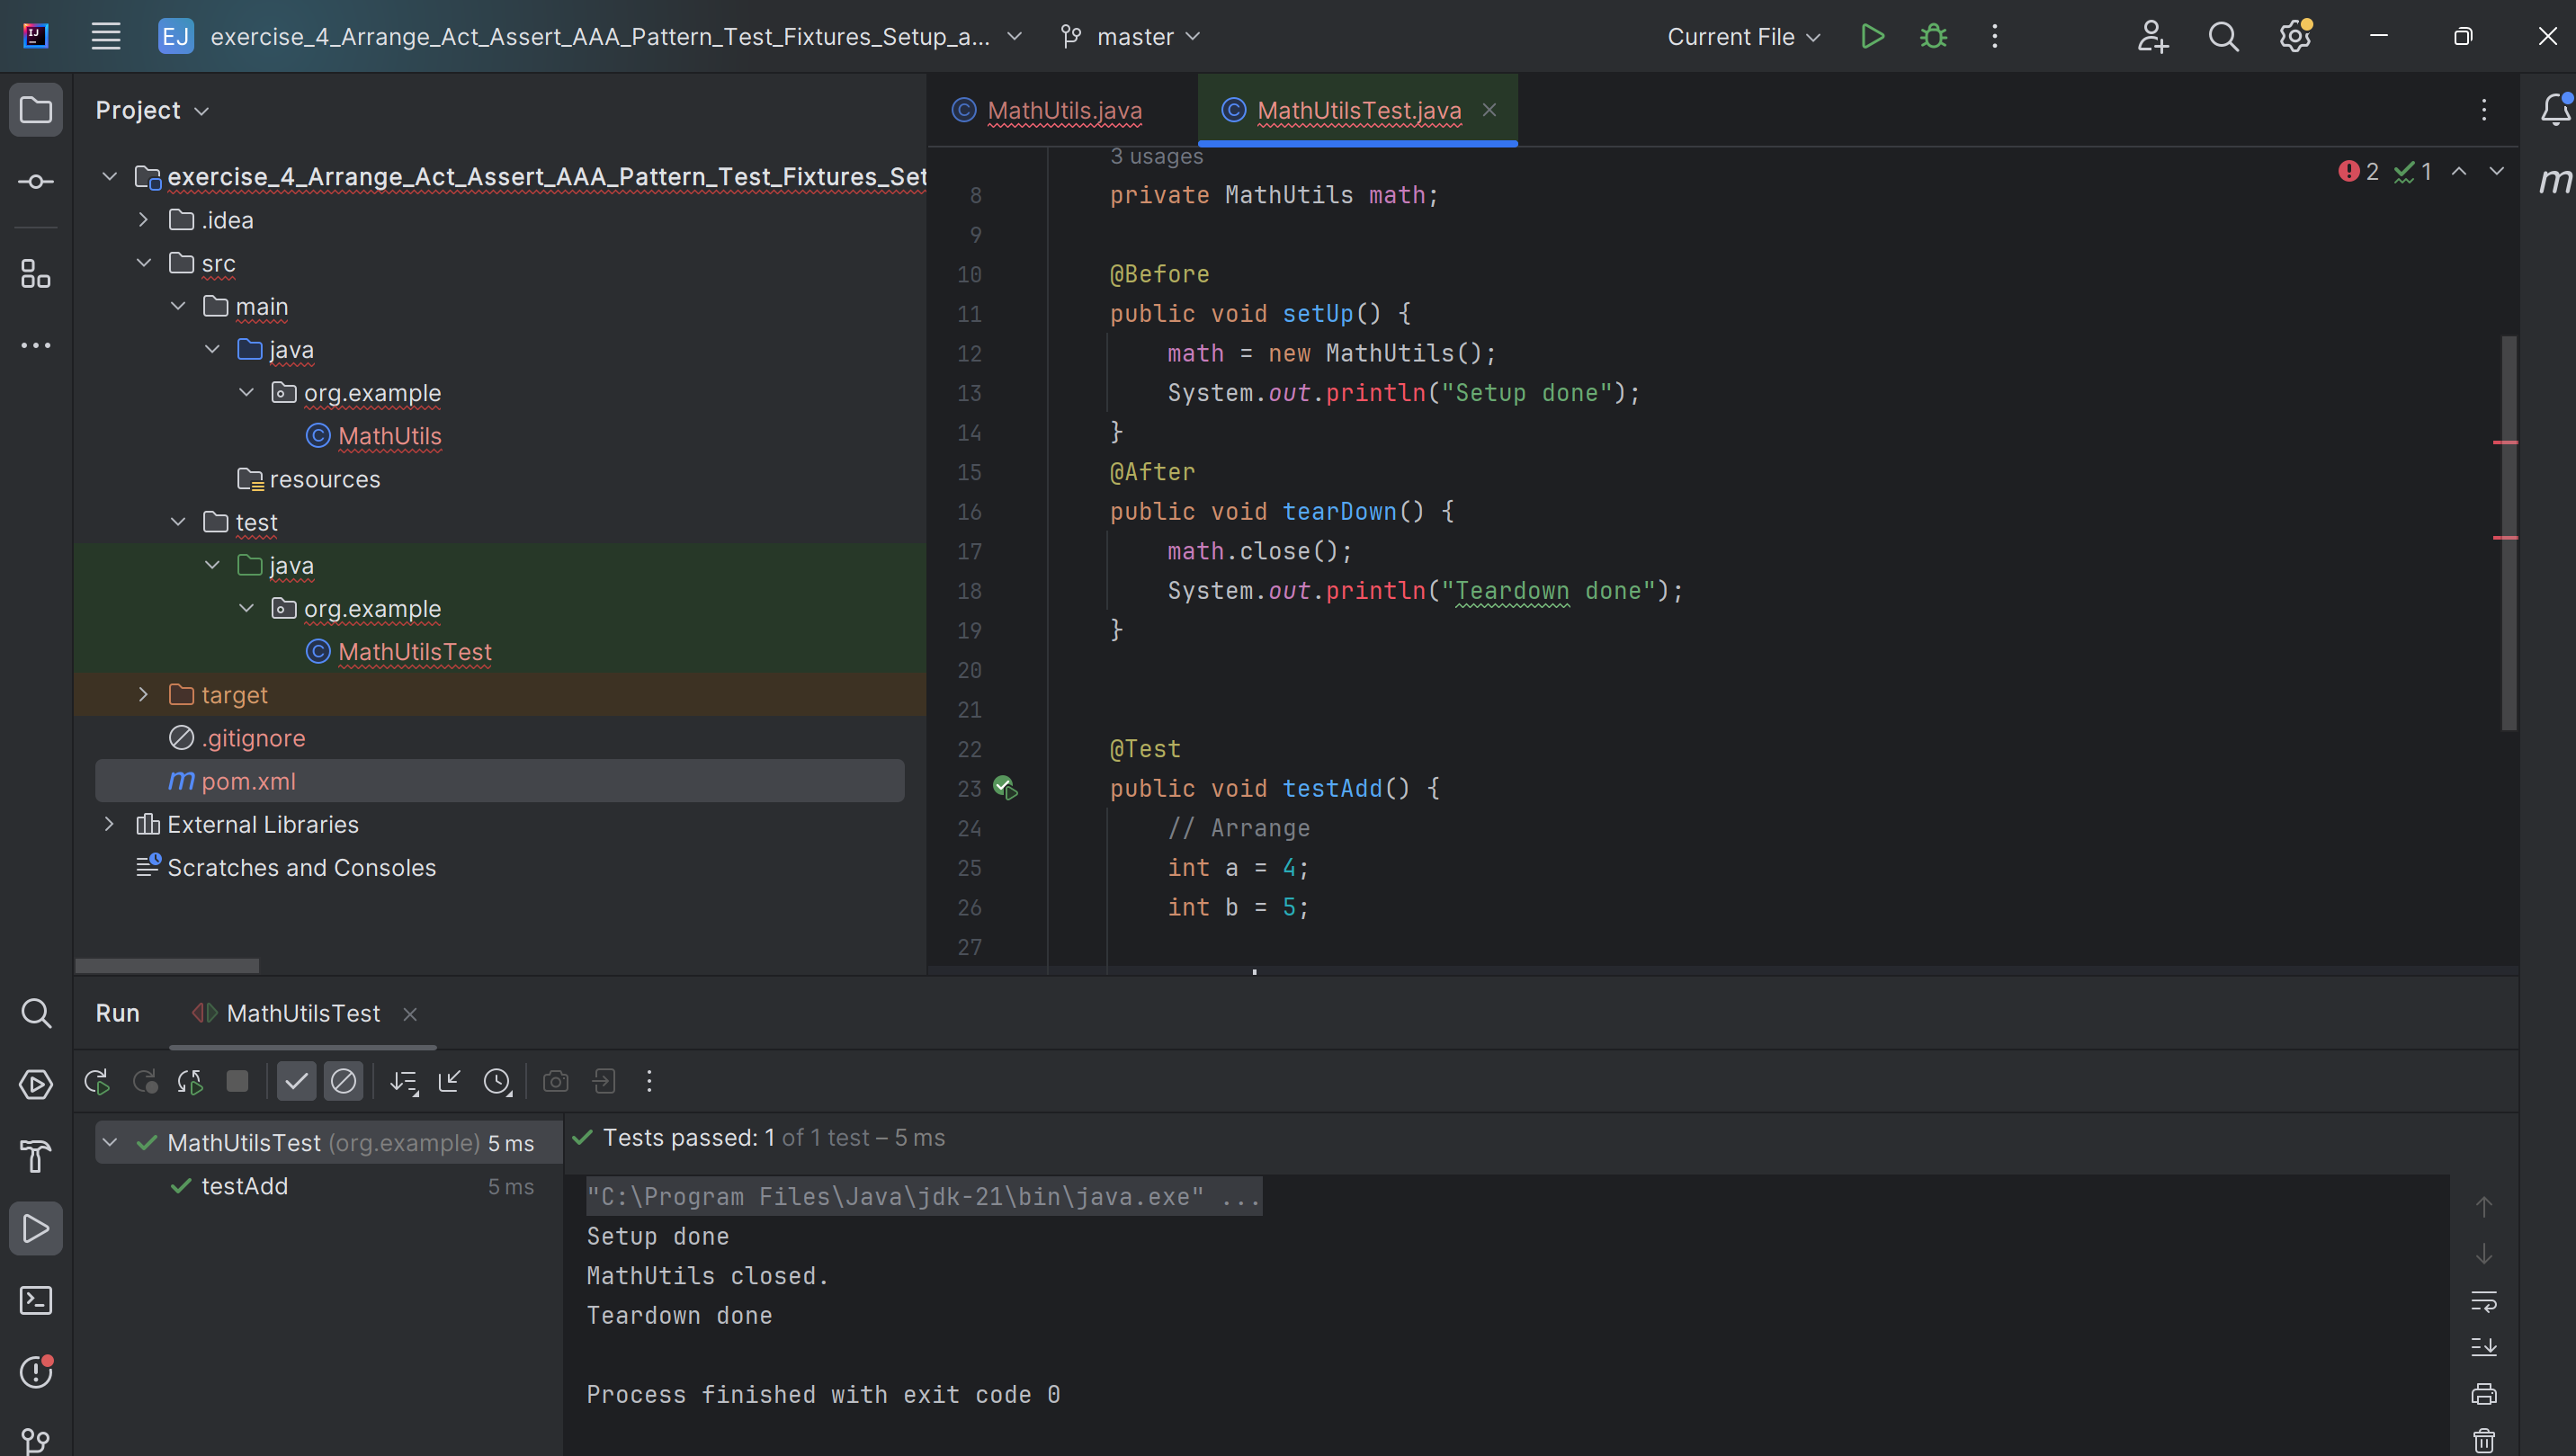 EJ exercise_4_Arrange_Act_Assert_AAA_Pattern_Test_Fixtures_Setup_a... master Current File
Project
exercise_4_Arrange_Act_Assert_AAA_Pattern_Test_Fixtures_Set
.idea
src
main
java
org.example
MathUtils
resources
test
java
org.example
MathUtilsTest
target
.gitignore
m pom.xml
External Libraries
Scratches and Consoles
MathUtils.java MathUtilsTest.java
2 1
3 usages
8 private MathUtils math;
9
10 @Before
11 public void setUp() {
12 math = new MathUtils();
13 System.out.println("Setup done");
14 }
15 @After
16 public void tearDown() {
17 math.close();
18 System.out.println("Teardown done");
19 }
20
21
22 @Test
23 public void testAdd() {
24 // Arrange
25 int a = 4;
26 int b = 5;
27
m
Run MathUtilsTest
MathUtilsTest (org.example) 5 ms
testAdd 5 ms
Tests passed: 1 of 1 test – 5 ms
"C:\Program Files\Java\jdk-21\bin\java.exe" ...
Setup done
MathUtils closed.
Teardown done
Process finished with exit code 0